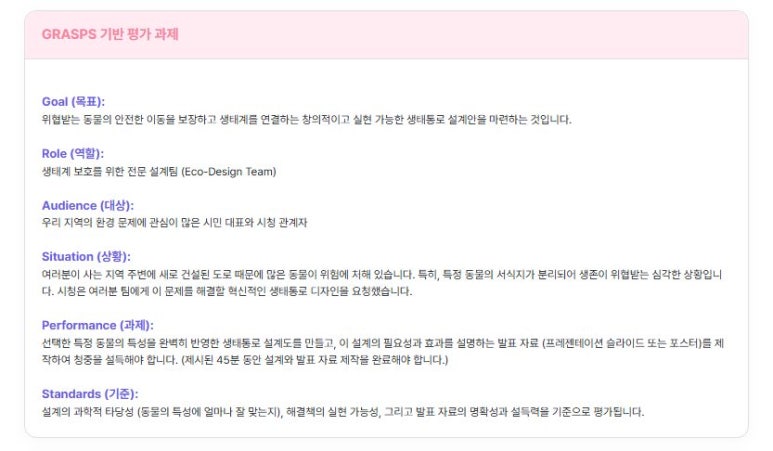 GRASPS 기반 평가 과제
Goal (목표):
위협받는 동물의 안전한 이동을 보장하고 생태계를 연결하는 창의적이고 실현 가능한 생태통로 설계안을 마련하는 것입니다.
Role (역할):
생태계 보호를 위한 전문 설계팀 (Eco-Design Team)
Audience (대상):
우리 지역의 환경 문제에 관심이 많은 시민 대표와 시청 관계자
Situation (상황):
여러분이 사는 지역 주변에 새로 건설된 도로 때문에 많은 동물이 위험에 처해 있습니다. 특히, 특정 동물의 서식지가 분리되어 생존이 위협받는 심각한 상황입니
다. 시청은 여러분 팀에게 이 문제를 해결할 혁신적인 생태통로 디자인을 요청했습니다.
Performance (과제):
선택한 특정 동물의 특성을 완벽히 반영한 생태통로 설계도를 만들고, 이 설계의 필요성과 효과를 설명하는 발표 자료 (프레젠테이션 슬라이드 또는 포스터)를 제
작하여 청중을 설득해야 합니다. (제시된 45분 동안 설계와 발표 자료 제작을 완료해야 합니다.)
Standards (기준):
설계의 과학적 타당성 (동물의 특성에 얼마나 잘 맞는지), 해결책의 실현 가능성, 그리고 발표 자료의 명확성과 설득력을 기준으로 평가됩니다.